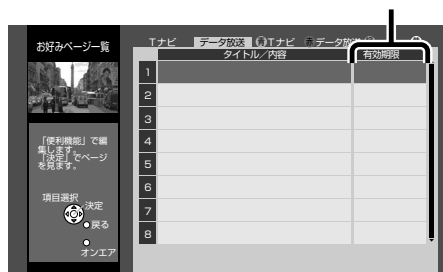 お好みページ一覧
Tナビ データ放送 Tナビ 赤データ放送
タイトル/内容 有効期限
1
2
3
4
5
6
7
8
「便利機能」で編
集します。
「決定」でページ
を見ます。
項目選択
決定
戻る
オンエア